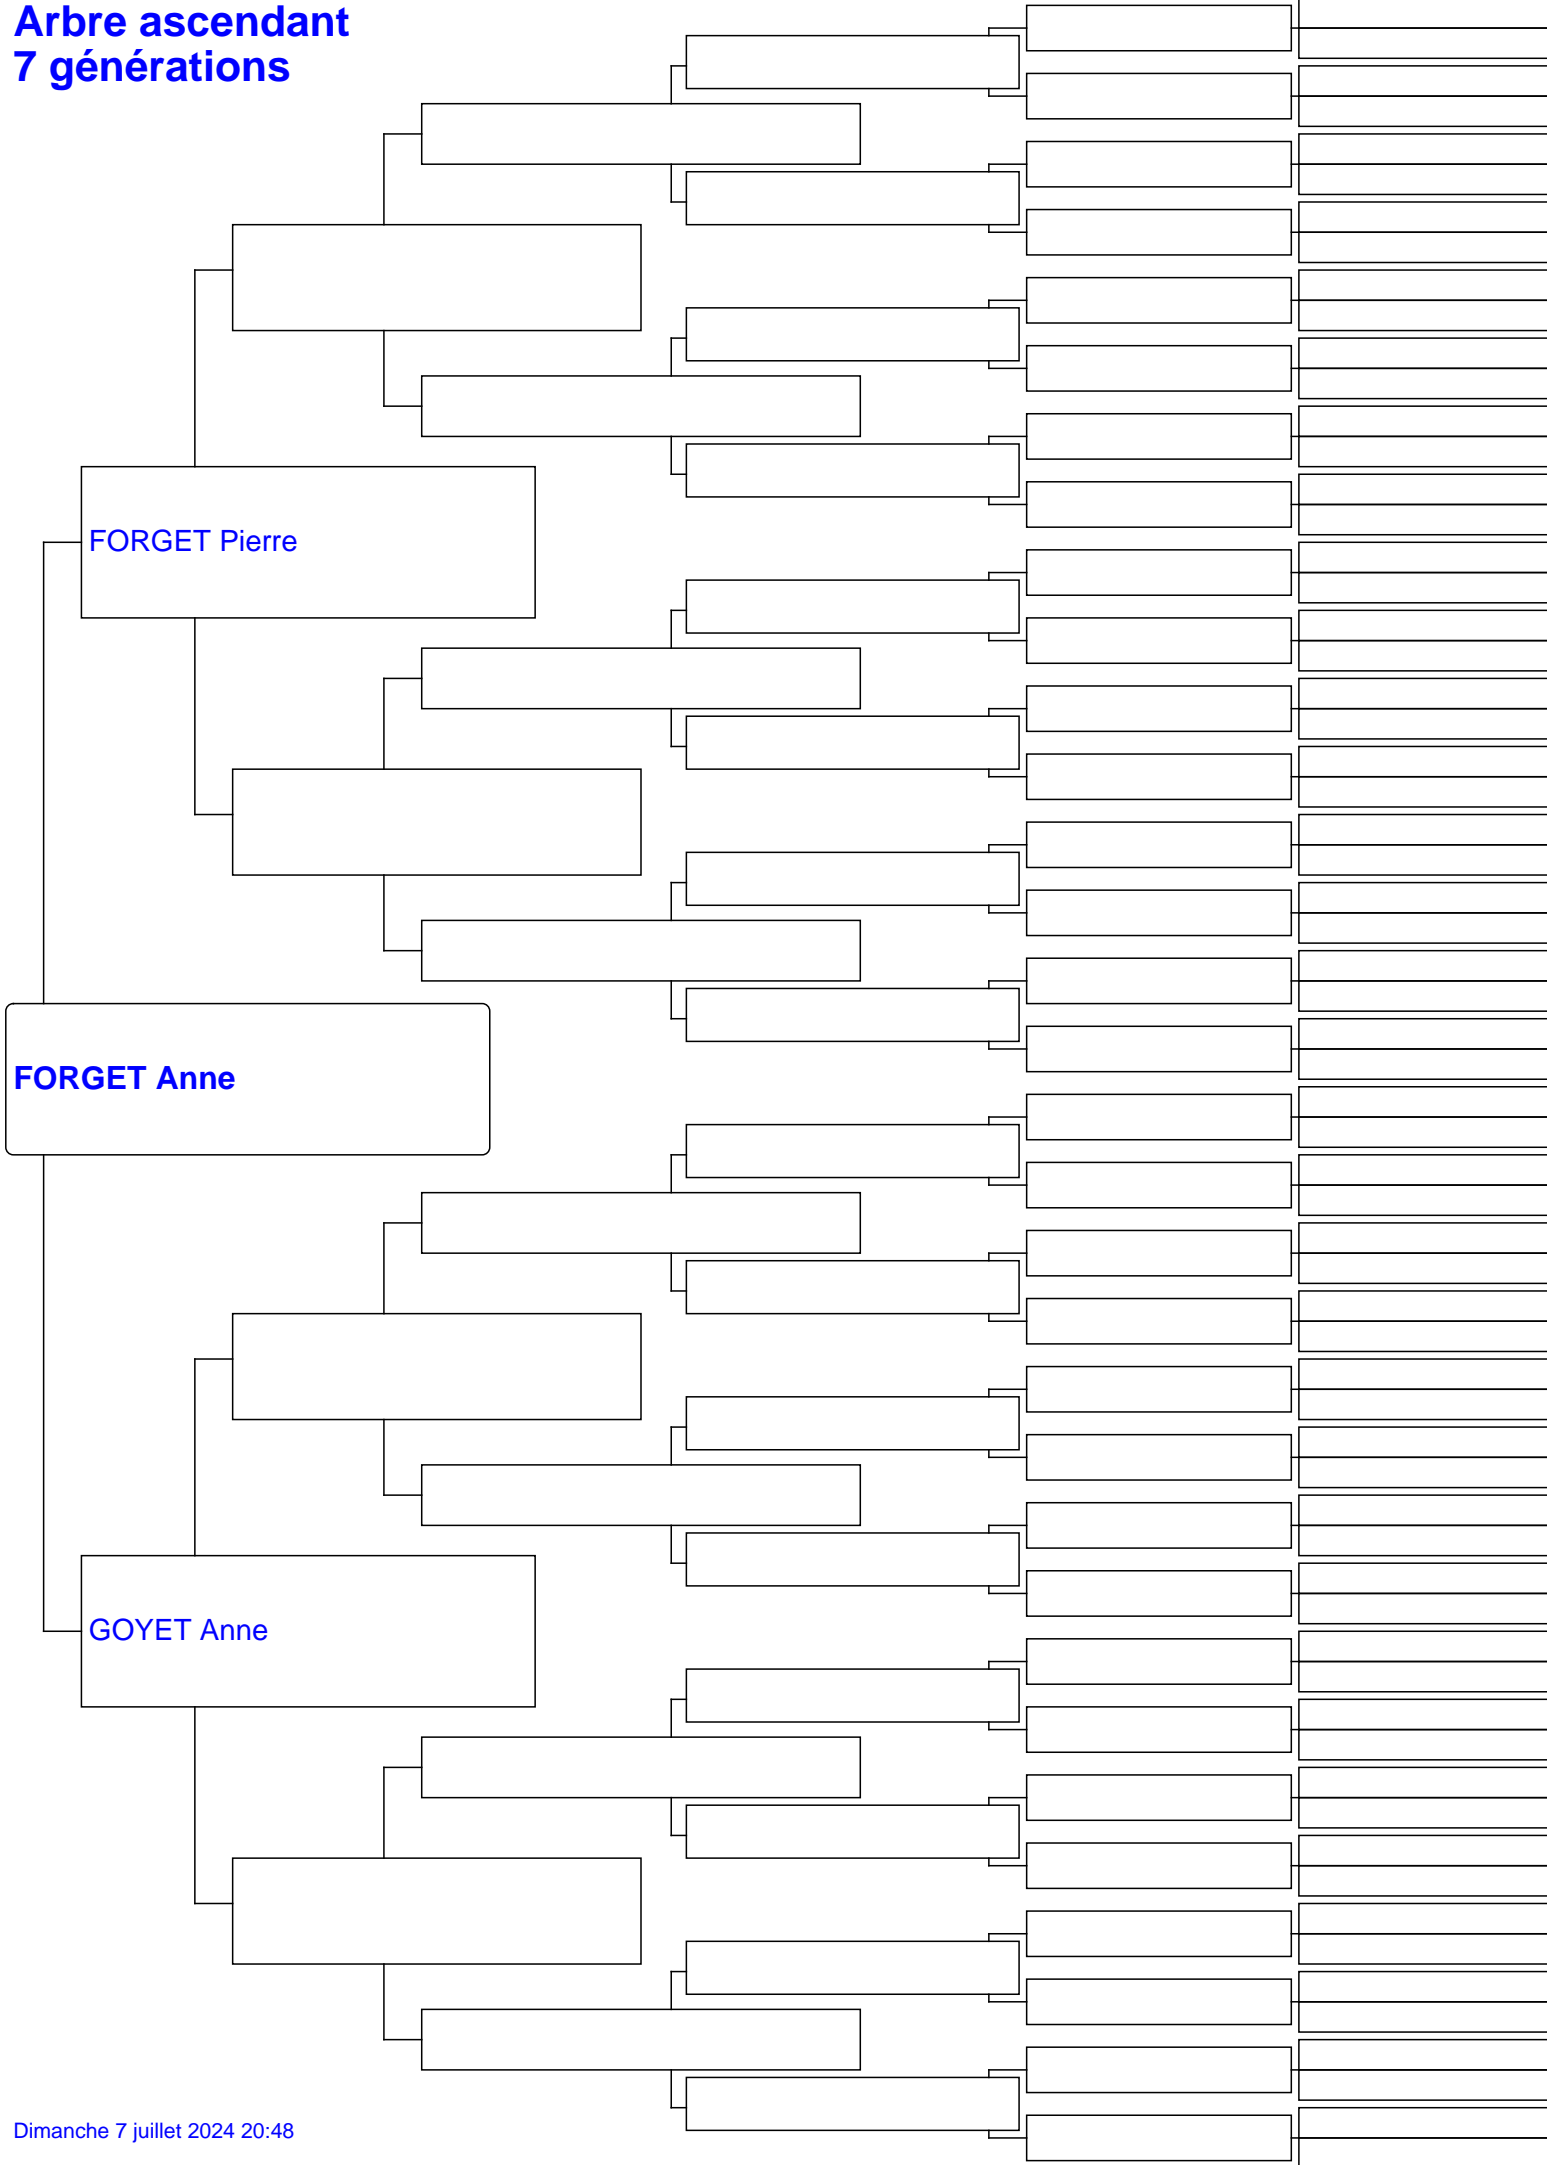 Arbre ascendant
7 générations
FORGET Pierre
FORGET Anne
GOYET Anne
Dimanche 7 juillet 2024 20:48